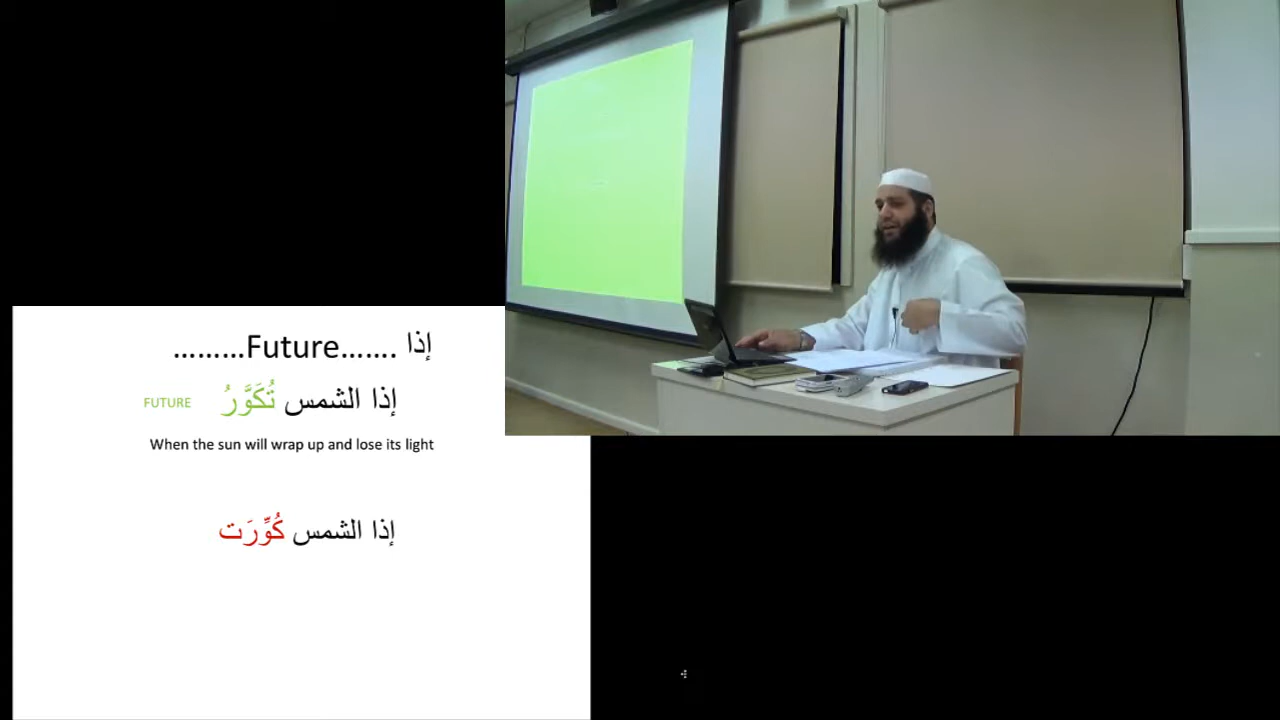 إذا .......Future.........
إذا الشمس تُكَوَّرُ FUTURE
When the sun will wrap up and lose its light
إذا الشمس كُوِّرَت